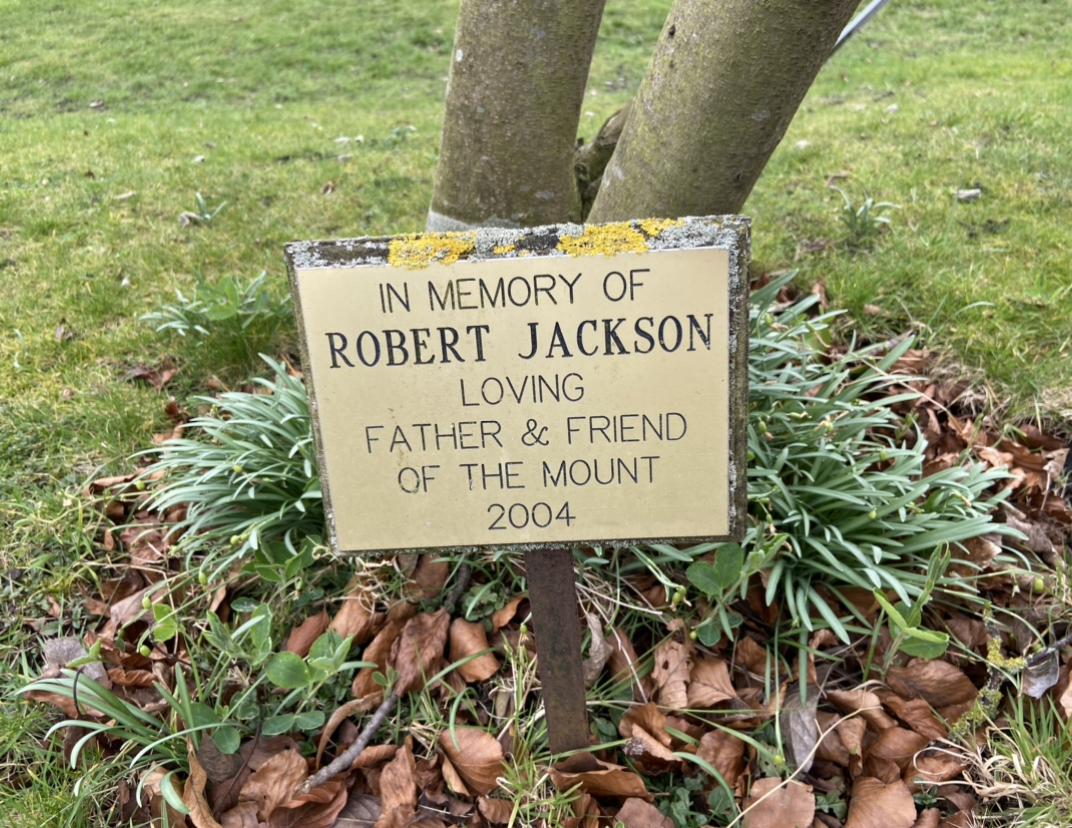 IN MEMORY OF
ROBERT JACKSON
LOVING
FATHER & FRIEND
OF THE MOUNT
2004